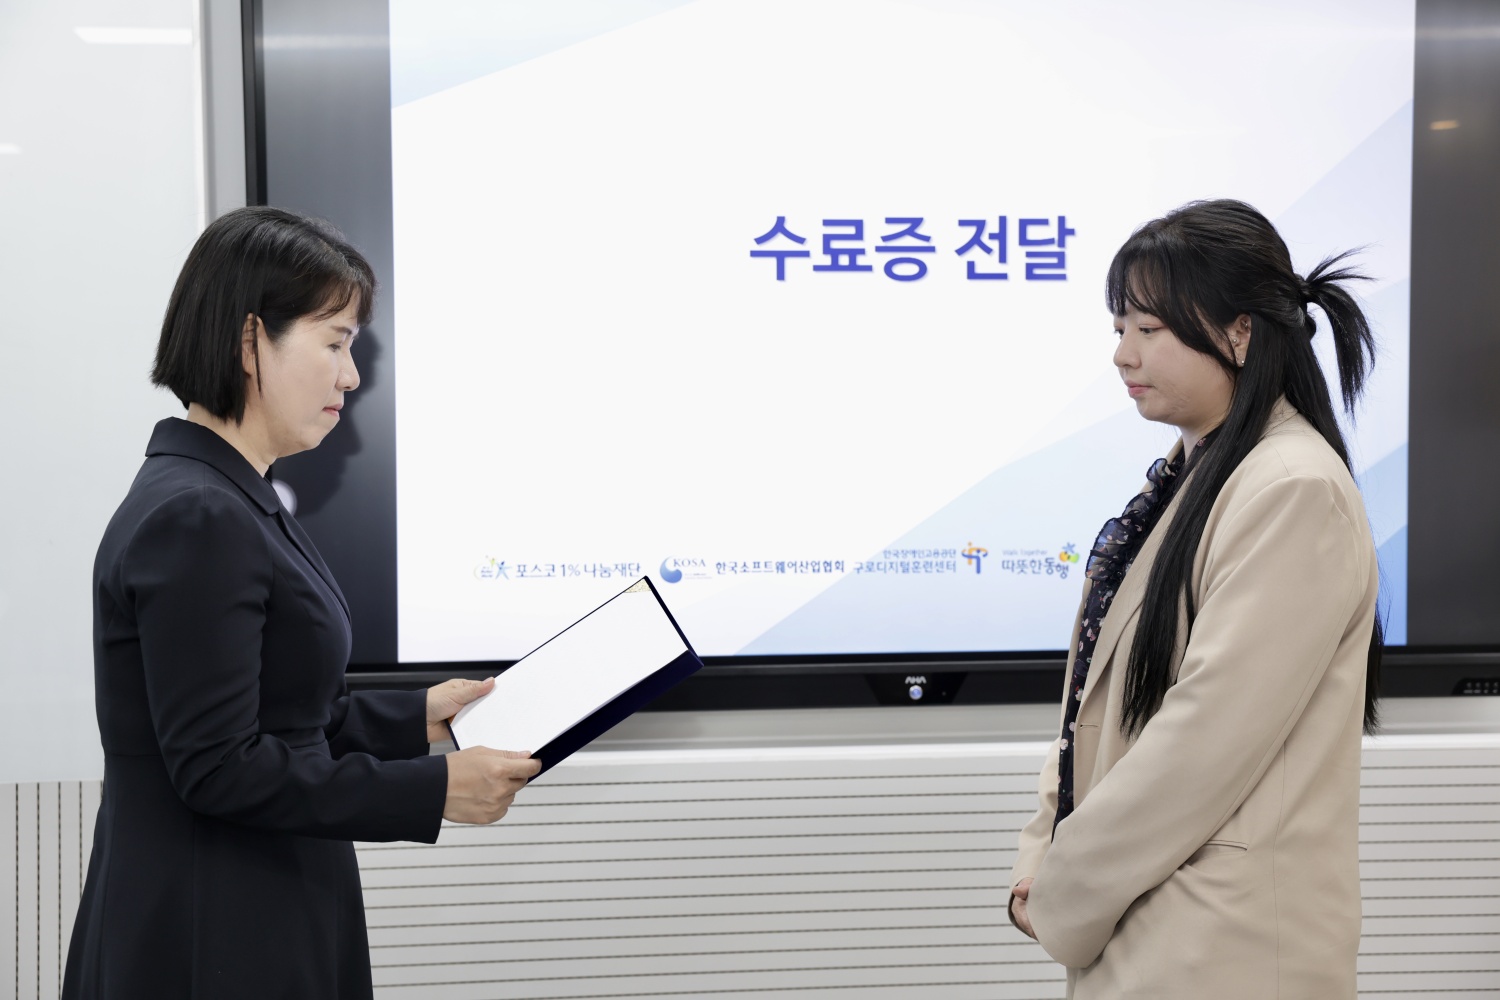 수료증 전달
포스코1%나눔재단
KOSA 한국소프트웨어산업협회
한국장애인고용공단
구로디지털훈련센터
Walk Together
따뜻한동행
AHA